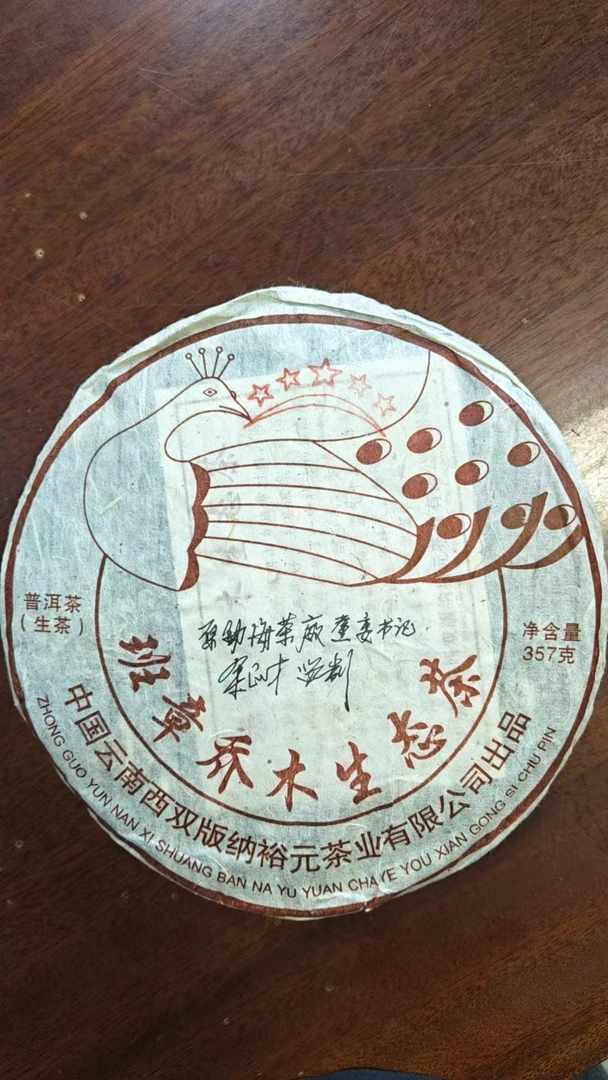 普洱茶
(生茶)
净含量
357克
原勐海茶厂党委书记
监制
班章乔木生态茶
中国云南西双版纳裕元茶业有限公司出品
ZHONG GUO YUN NAN XI SHUANG BAN NA YU YUAN CHA YE YOU XIAN GONG SI CHU PIN